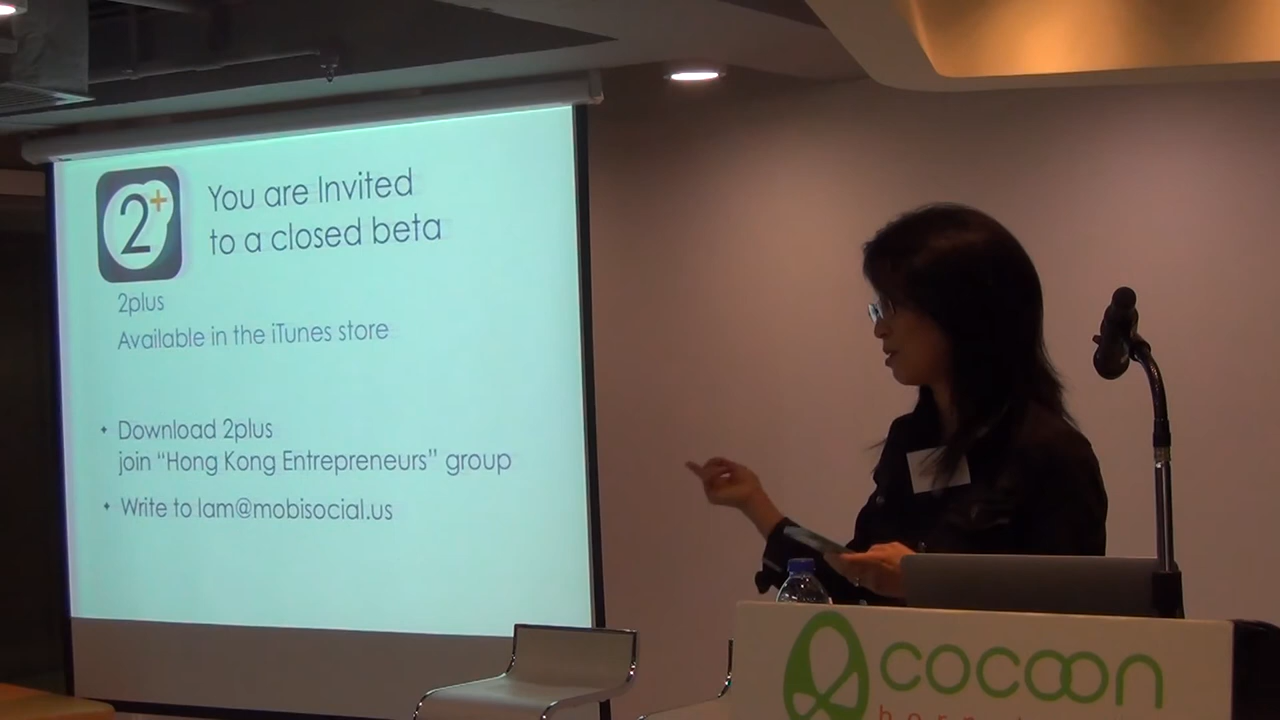 2+
You are Invited
to a closed beta
2plus
Available in the iTunes store
Download 2plus
join “Hong Kong Entrepreneurs” group
Write to lam@mobisocial.us
cocoon